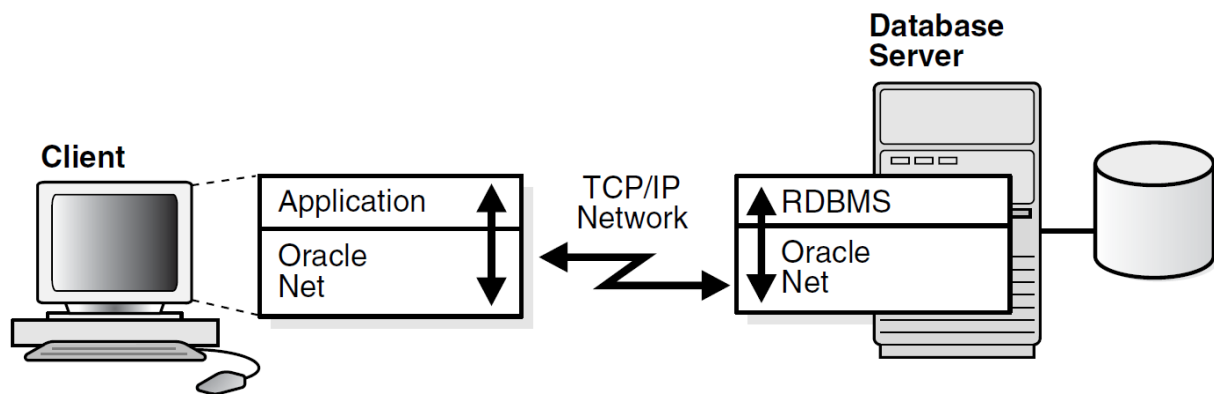 Client
Application
Oracle
Net
TCP/IP
Network
Database
Server
RDBMS
Oracle
Net